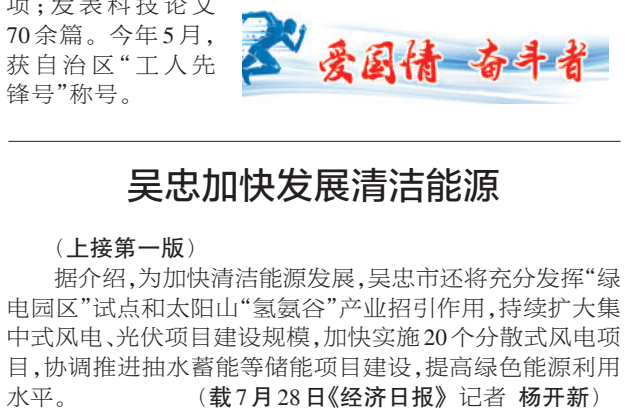 项;发表科技论文
70余篇。今年5月,
获自治区“工人先
锋号”称号。
爱国情 奋斗者
吴忠加快发展清洁能源
(上接第一版)
据介绍,为加快清洁能源发展,吴忠市还将充分发挥“绿
电园区”试点和太阳山“氢氨谷”产业招引作用,持续扩大集
中式风电、光伏项目建设规模,加快实施20个分散式风电项
目,协调推进抽水蓄能等储能项目建设,提高绿色能源利用
水平。 (载7月28日《经济日报》 记者 杨开新)